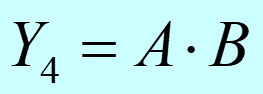 Y₄ = A · B